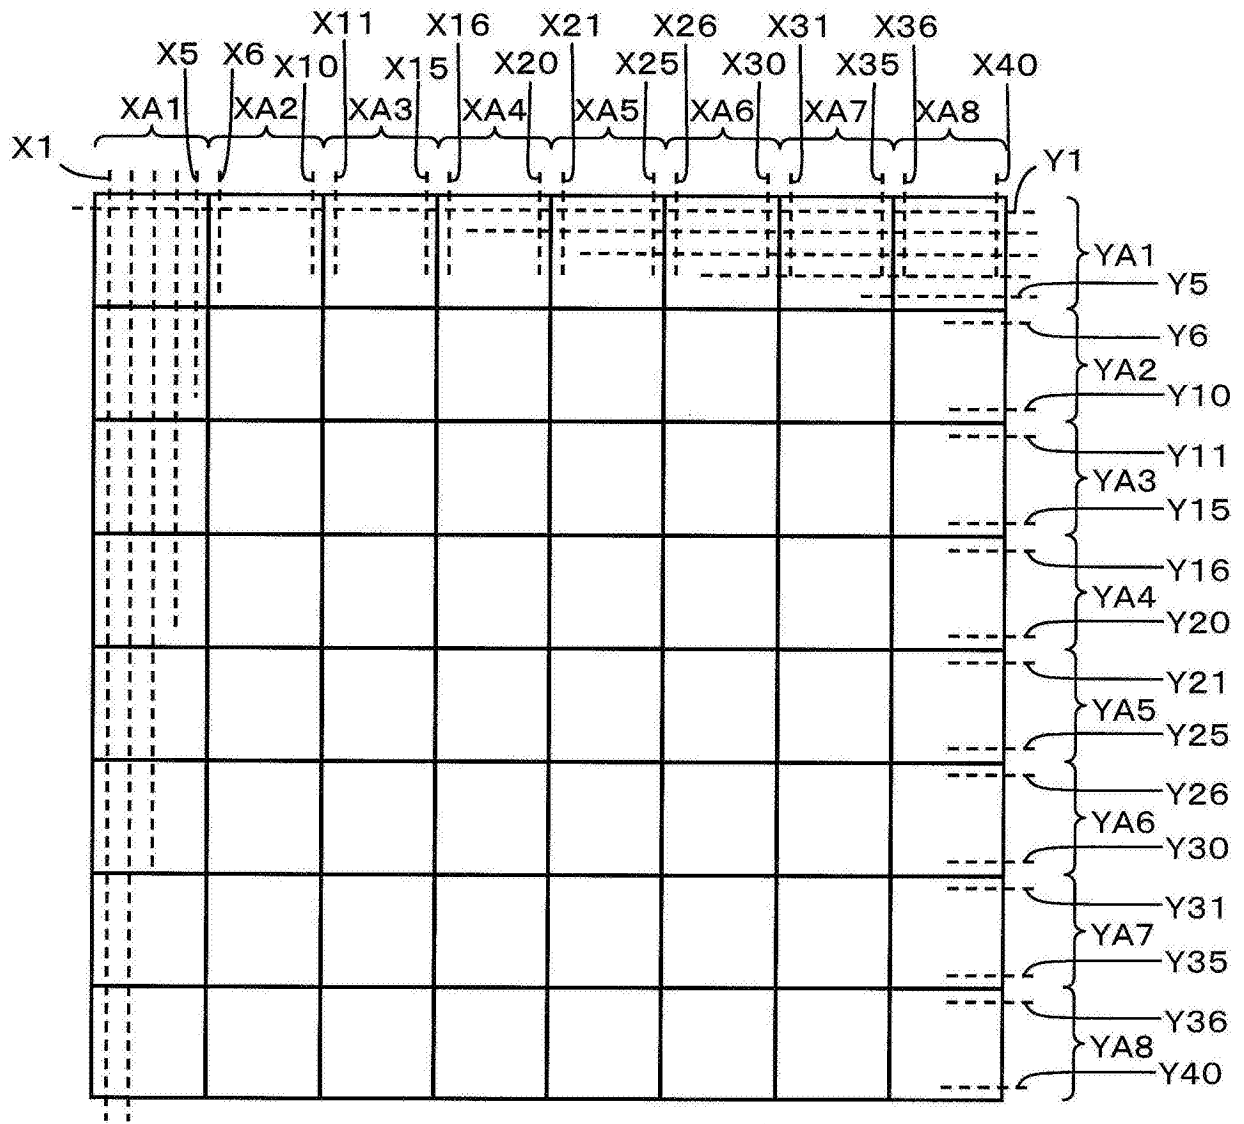 X11 X16 X21 X26 X31 X36
X5 X6 X10 X15 X20 X25 X30 X35 X40
XA1 XA2 XA3 XA4 XA5 XA6 XA7 XA8
X1
Y1
YA1
Y5
Y6
YA2
Y10
Y11
YA3
Y15
Y16
YA4
Y20
Y21
YA5
Y25
Y26
YA6
Y30
Y31
YA7
Y35
Y36
YA8
Y40